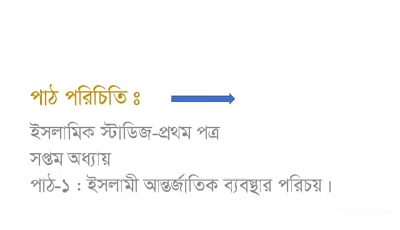 পাঠ পরিচিতি ঃ
ইসলামিক স্টাডিজ-প্রথম পত্র
সপ্তম অধ্যায়
পাঠ-১ : ইসলামী আন্তর্জাতিক ব্যবস্থার পরিচয়।